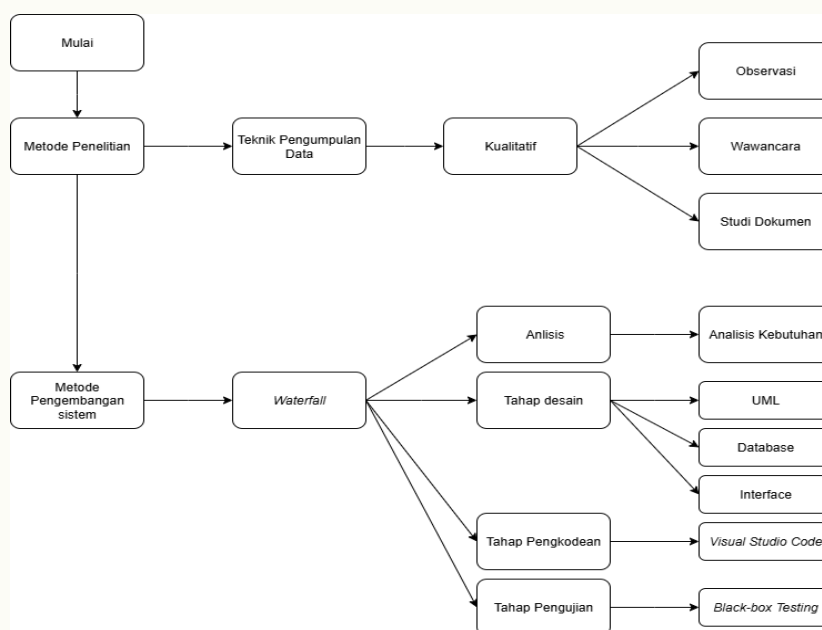 Mulai
Metode Penelitian
Teknik Pengumpulan
Data
Kualitatif
Observasi
Wawancara
Studi Dokumen
Metode
Pengembangan
sistem
Waterfall
Anlisis
Analisis Kebutuhan
Tahap desain
UML
Database
Interface
Tahap Pengkodean
Visual Studio Code
Tahap Pengujian
Black-box Testing